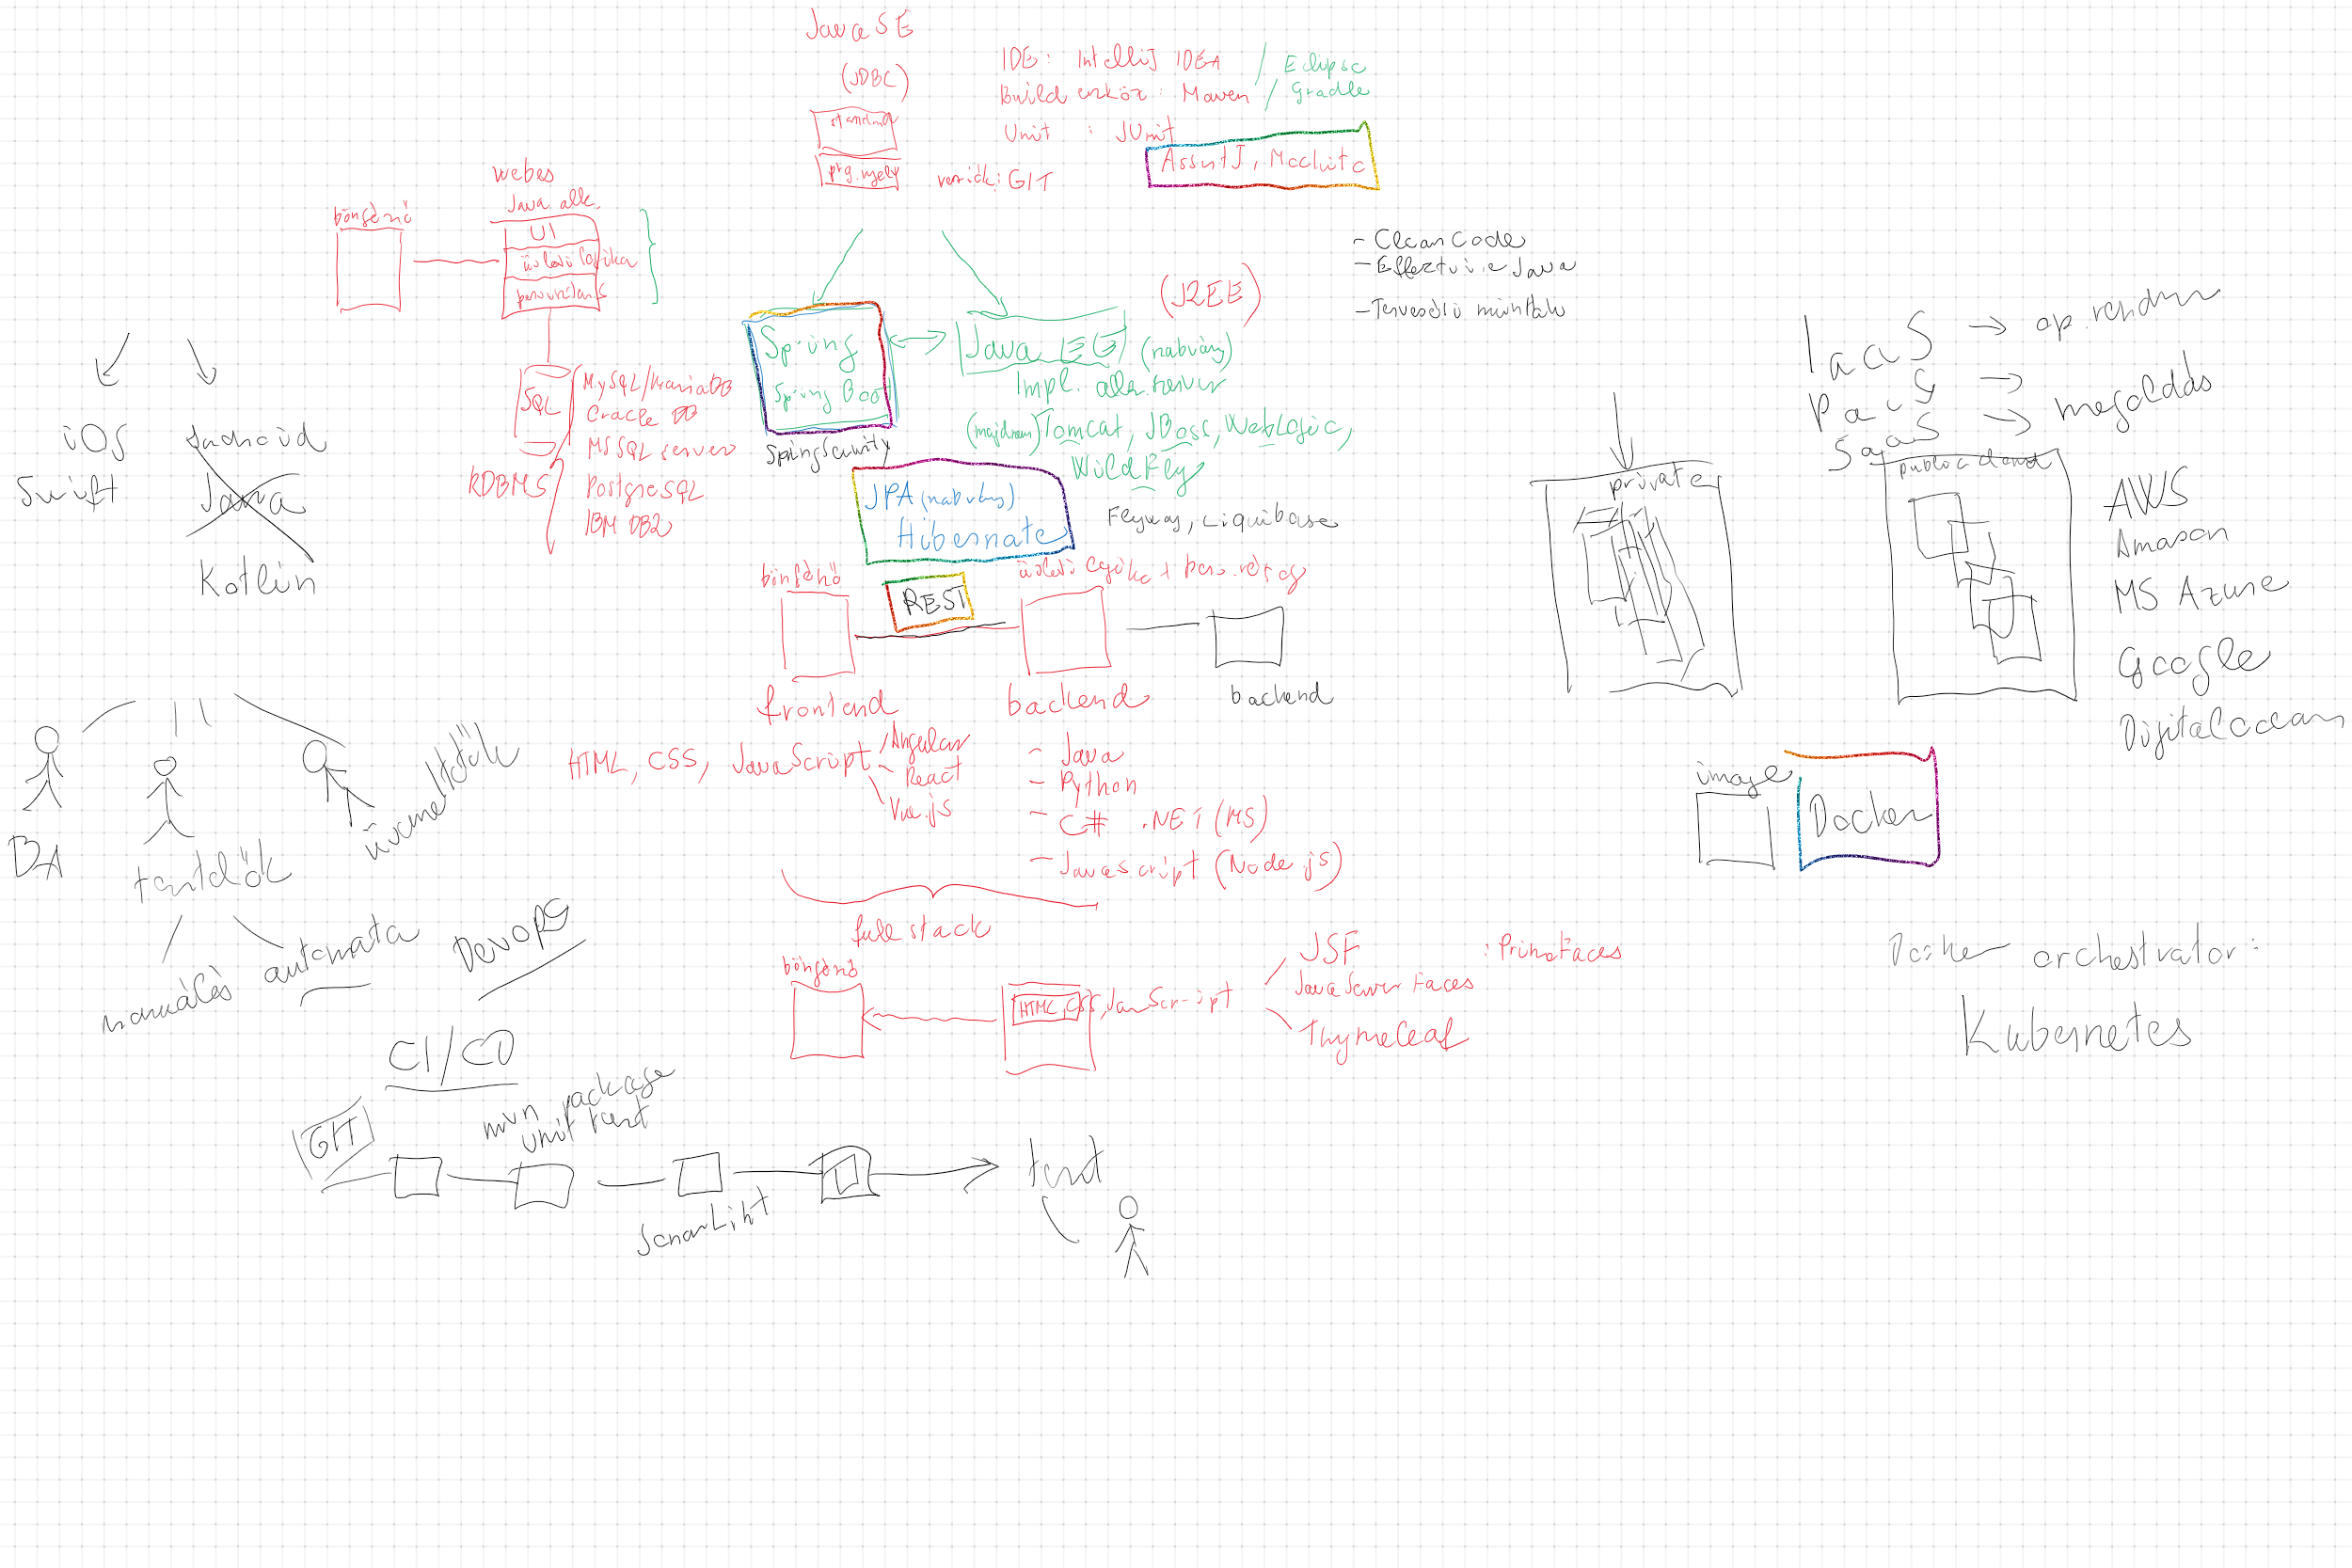 Java SE
(JDBC)
standard
prg. nyelv
IDE: IntelliJ IDEA / Eclipse
Build eszköz: Maven / Gradle
Unit : JUnit
AssertJ, Mockito
verziók: GIT
webes
Java alk.
böngésző
UI
üzleti logika
perzisztens
SQL
MySQL/MariaDB
Oracle DB
MS SQL server
RDBMS
PostgreSQL
IBM DB2
- Clean Code
- Effective Java
- Tervezési minták
(J2EE)
Spring
Spring Boot
Spring Security
Java EE (szabvány)
Impl. alk. szerver
(majdnem) Tomcat, JBoss, WebLogic,
WildFly
JPA (szabvány)
Hibernate
Flyway, Liquibase
iOS
Swift
Android
Java
Kotlin
böngésző
REST
üzleti logika + perz. réteg
frontend
backend
backend
HTML, CSS, JavaScript
Angular
React
Vue.js
- Java
- Python
- C# .NET (MS)
- Javascript (Node.js)
full stack
böngésző
HTML, CSS, JavaScript
JSF : PrimeFaces
JavaServer Faces
Thymeleaf
BA
tesztelők
üzemeltetők
manuális
automata
DevOps
CI/CD
GIT
mvn package
unit teszt
SonarLint
teszt
IaaS → op. rendszer
PaaS →
SaaS → megoldás
private
public cloud
AWS
Amazon
MS Azure
Google
Digitalocean
image
Docker
Docker orchestrator:
Kubernetes